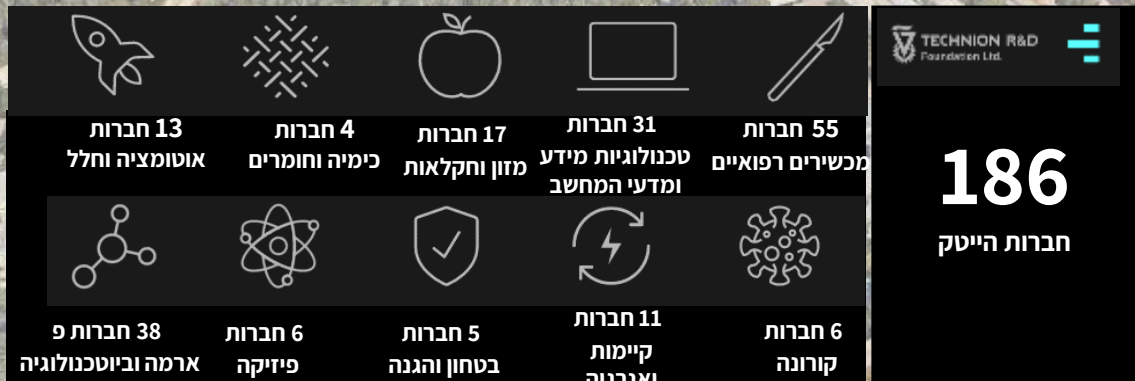 TECHNION R&D
Foundation Ltd.
186
חברות הייטק
55 חברות
מכשירים רפואיים
31 חברות
טכנולוגיות מידע
ומדעי המחשב
17 חברות
מזון וחקלאות
4 חברות
כימיה וחומרים
13 חברות
אוטומציה וחלל
6 חברות
קורונה
11 חברות
קיימות
ואנרגיה
5 חברות
בטחון והגנה
6 חברות
פיזיקה
38 חברות פ
ארמה וביוטכנולוגיה